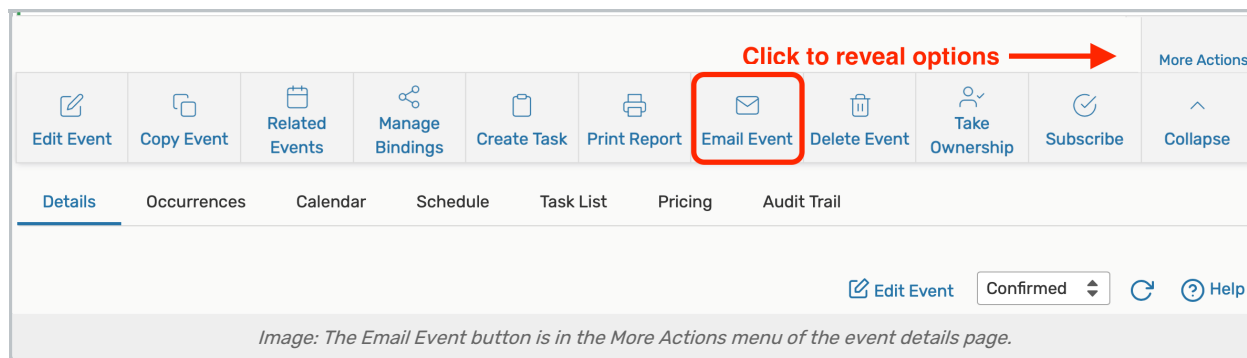 Click to reveal options
More Actions
Edit Event
Copy Event
Related
Events
Manage
Bindings
Create Task
Print Report
Email Event
Delete Event
Take
Ownership
Subscribe
Collapse
Details
Occurrences
Calendar
Schedule
Task List
Pricing
Audit Trail
Edit Event
Confirmed
Help
Image: The Email Event button is in the More Actions menu of the event details page.